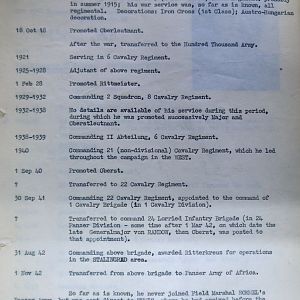 in summer 1915; his war service was, so far as is known, all
regimental. Decorations: Iron Cross (1st Class); Austro-Hungarian
decoration.
18 Oct 18 Promoted Oberleutnant.
After the war, transferred to the Hundred Thousand Army.
1921 Serving in 6 Cavalry Regiment.
1925-1928 Adjutant of above regiment.
1 Feb 28 Promoted Rittmeister.
1929-1932 Commanding 2 Squadron, 8 Cavalry Regiment.
1932-1938 No details are available of his service during this period,
during which he was promoted successively Major and
Oberstleutnant.
1938-1939 Commanding II Abteilung, 6 Cavalry Regiment.
1940 Commanding 21 (non-divisional) Cavalry Regiment, which he led
throughout the campaign in the WEST.
1 Sep 40 Promoted Oberst.
? Transferred to 22 Cavalry Regiment.
30 Sep 41 Commanding 22 Cavalry Regiment, appointed to the command of
1 Cavalry Brigade (in 1 Cavalry Division).
? Transferred to command 24 Lorried Infantry Brigade (in 24
Panzer Division - some time after 1 Mar 42, on which date the
late Generalmajor von RANDOW, then Oberst, was posted to
that appointment).
31 Aug 42 Commanding above brigade, awarded Ritterkreuz for operations
in the STALINGRAD area.
1 Nov 42 Transferred from above brigade to Panzer Army of Africa.
So far as is known, he never joined Field Marshal ROMMEL's